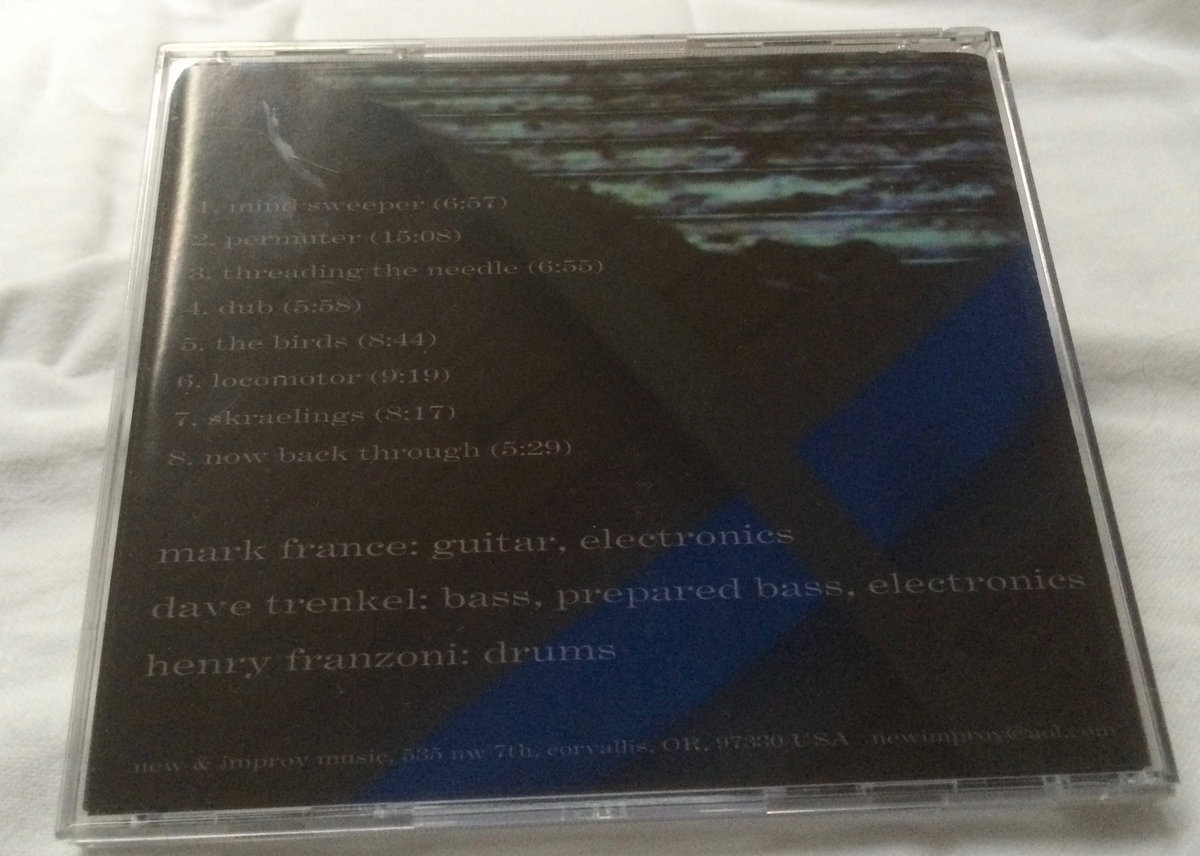 1. mind sweeper (6:57)
2. permuter (15:08)
3. threading the needle (6:55)
4. dub (5:58)
5. the birds (8:44)
6. locomotor (9:19)
7. skraelings (8:17)
8. now back through (5:29)
mark france: guitar, electronics
dave trenkel: bass, prepared bass, electronics
henry franzoni: drums
new & improv music, 535 nw 7th, corvallis, OR, 97330 USA newimprov@aol.com